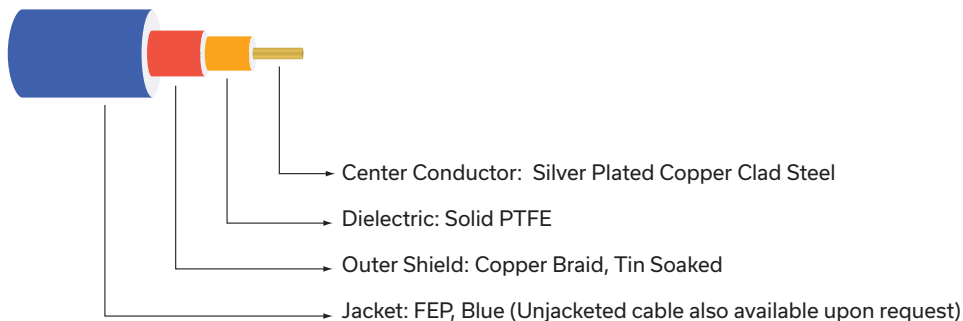 Center Conductor: Silver Plated Copper Clad Steel
Dielectric: Solid PTFE
Outer Shield: Copper Braid, Tin Soaked
Jacket: FEP, Blue (Unjacketed cable also available upon request)